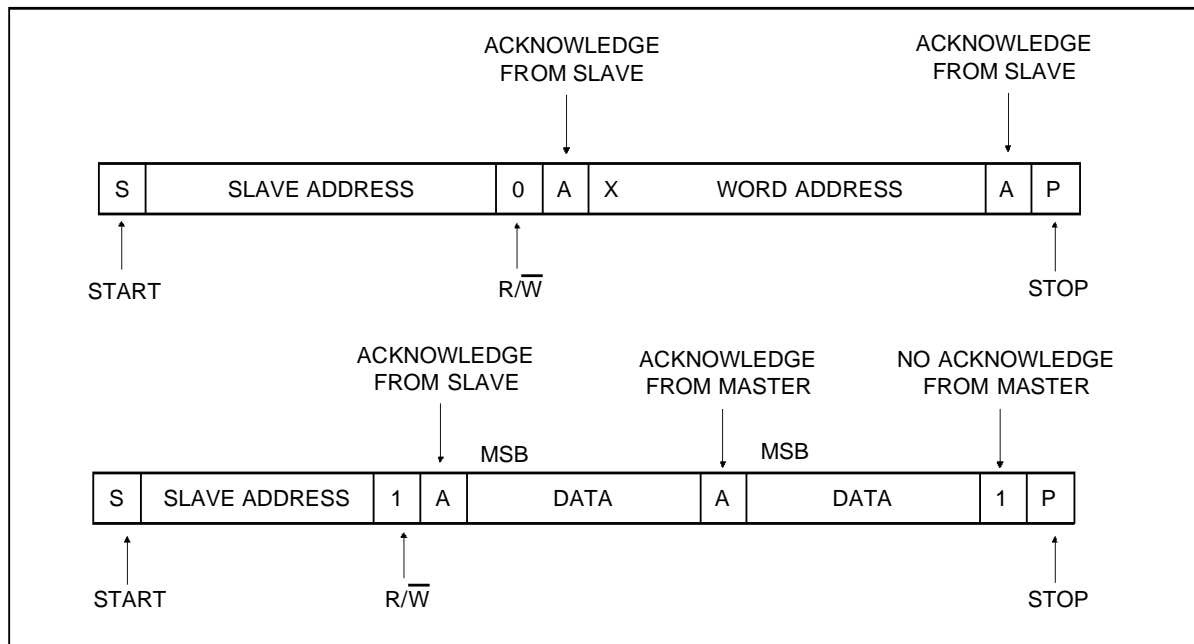 ACKNOWLEDGE
FROM SLAVE
ACKNOWLEDGE
FROM SLAVE
S SLAVE ADDRESS 0 A X WORD ADDRESS A P
START R/W̅ STOP
ACKNOWLEDGE
FROM SLAVE
ACKNOWLEDGE
FROM MASTER
NO ACKNOWLEDGE
FROM MASTER
MSB MSB
S SLAVE ADDRESS 1 A DATA A DATA 1 P
START R/W̅ STOP